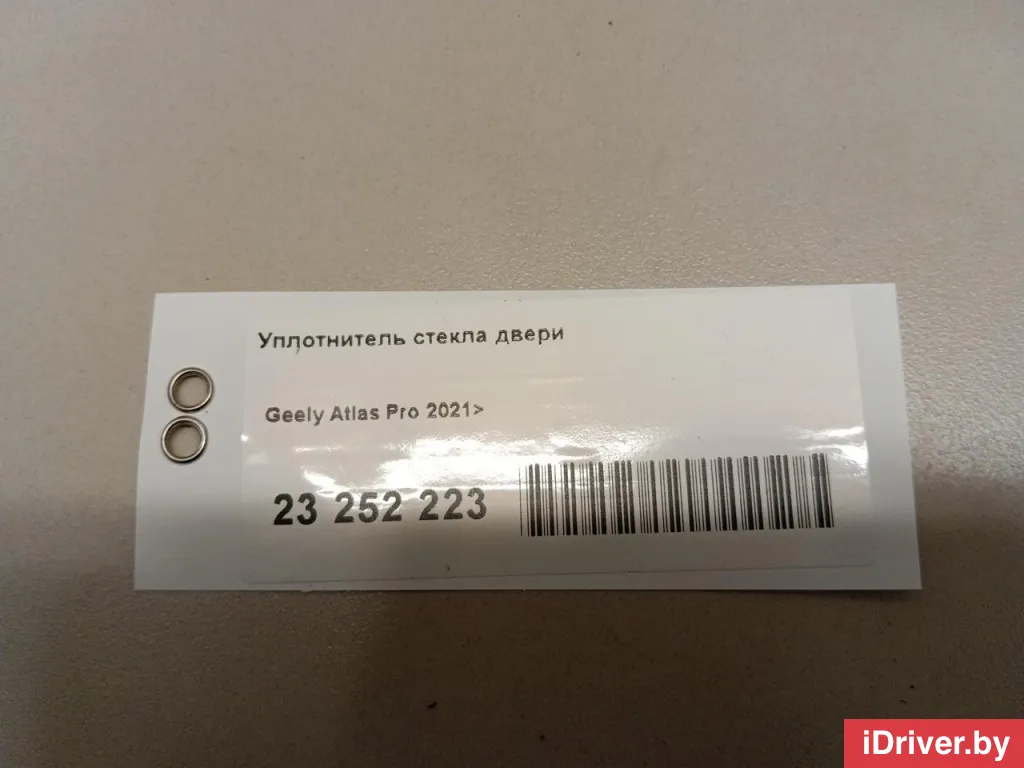 Уплотнитель стекла двери
Geely Atlas Pro 2021>
23 252 223
iDriver.by